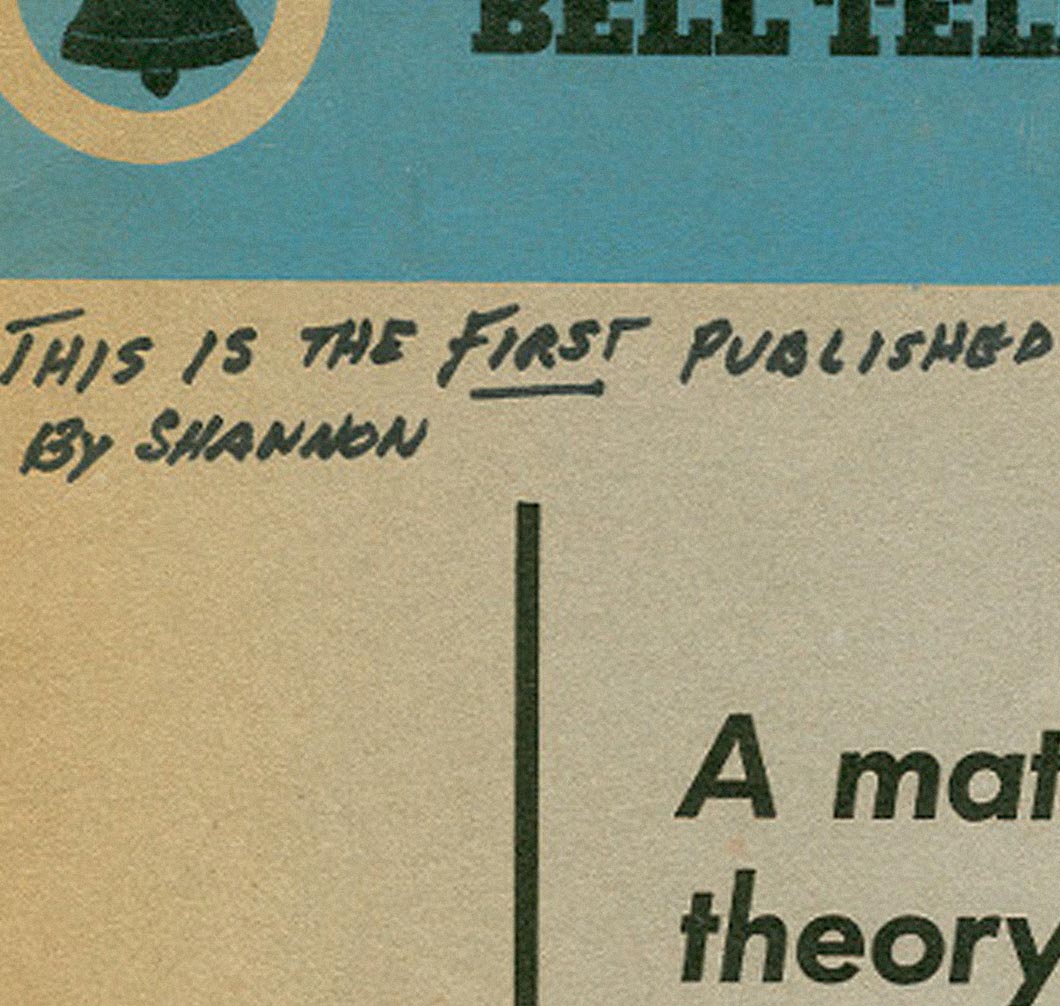 BELL TEL
THIS IS THE FIRST PUBLISHED
By SHANNON
A mat
theory